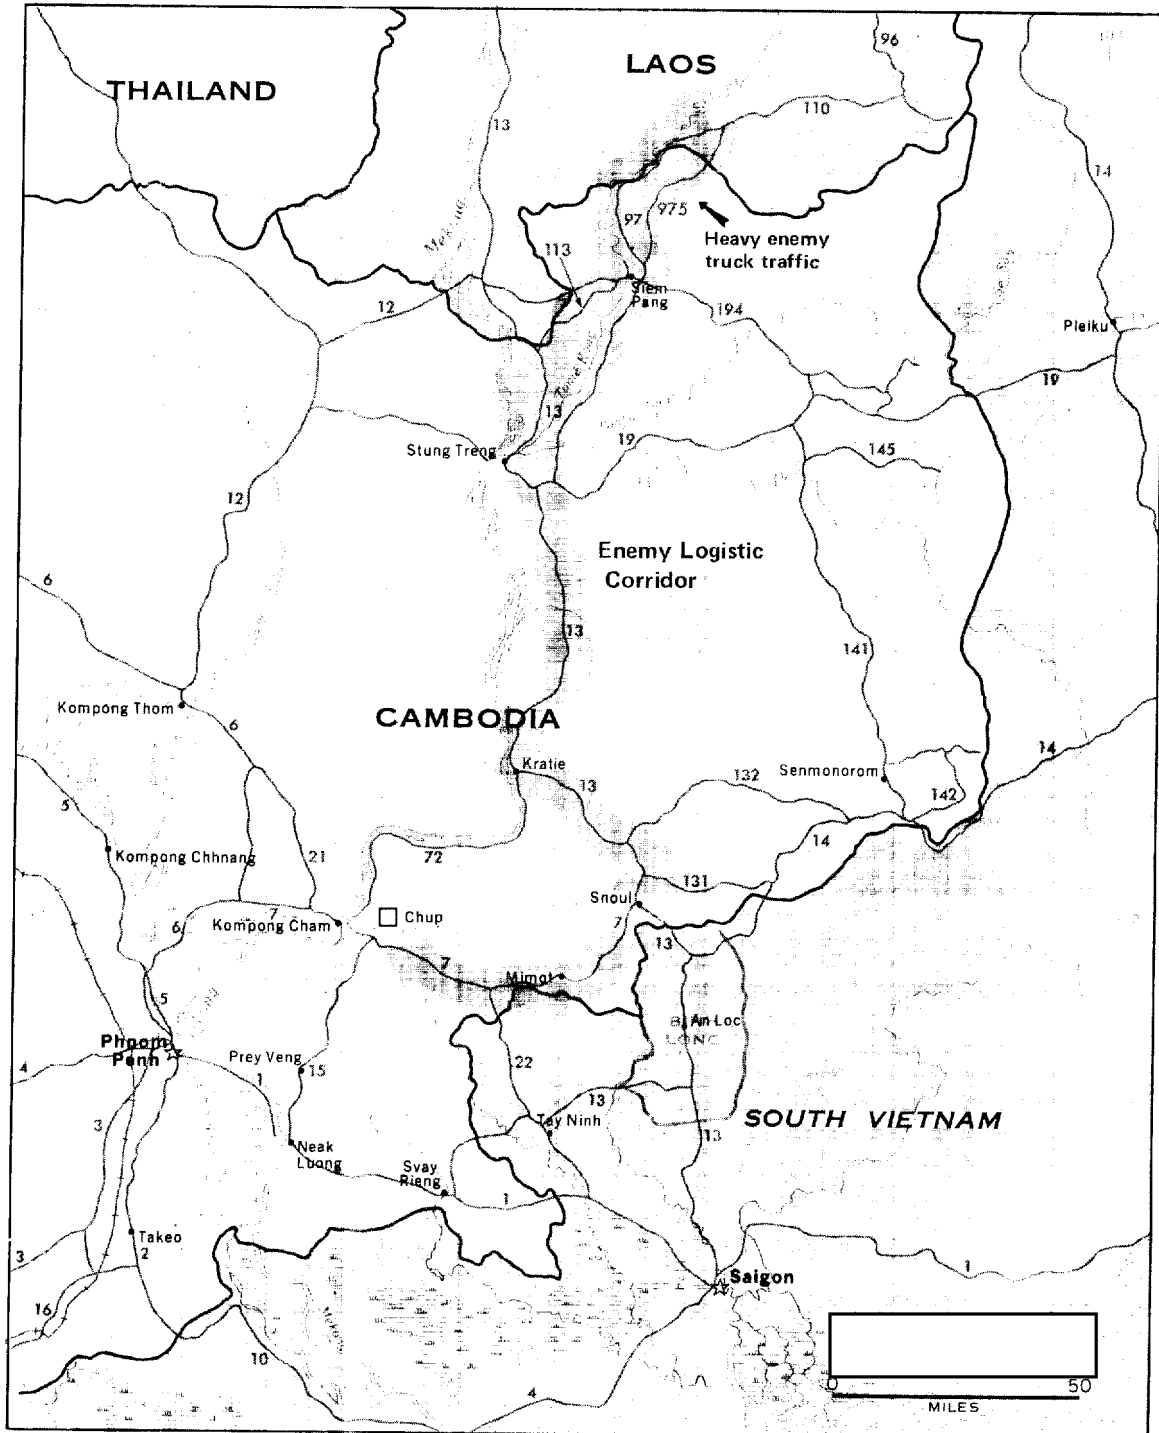 96
LAOS
THAILAND
110
13
14
97
975
Heavy enemy
truck traffic
113
Mekong
Siem
Pang
12
194
Pleiku
19
13
Stung Treng
19
145
12
Enemy Logistic
Corridor
6
13
141
Kompong Thom
CAMBODIA
6
14
Kratie
13
132
Senmonorom
142
5
Kompong Chhnang
21
72
14
131
Snoul
7
Chup
Kompong Cham
6
7
13
7
Mimot
5
An Loc
LONG
Phnom
Penh
Prey Veng
22
4
1
15
13
3
Tay Ninh
SOUTH VIETNAM
13
Neak
Luong
Svay
Rieng
1
Takeo
2
3
1
Saigon
16
Mekong
10
4
0
50
MILES